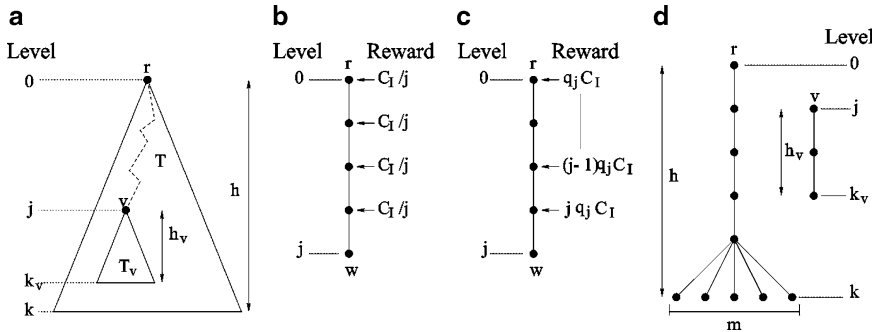 a
Level
r
0
T
h
j
v
h_v
T_v
k_v
k
b
Level Reward
r
0 C_I/j
C_I/j
C_I/j
C_I/j
j
w
c
Level Reward
r
0 q_j C_I
(j-1)q_j C_I
j q_j C_I
j
w
d
Level
r
0
v
j
h_v
h
k_v
k
m